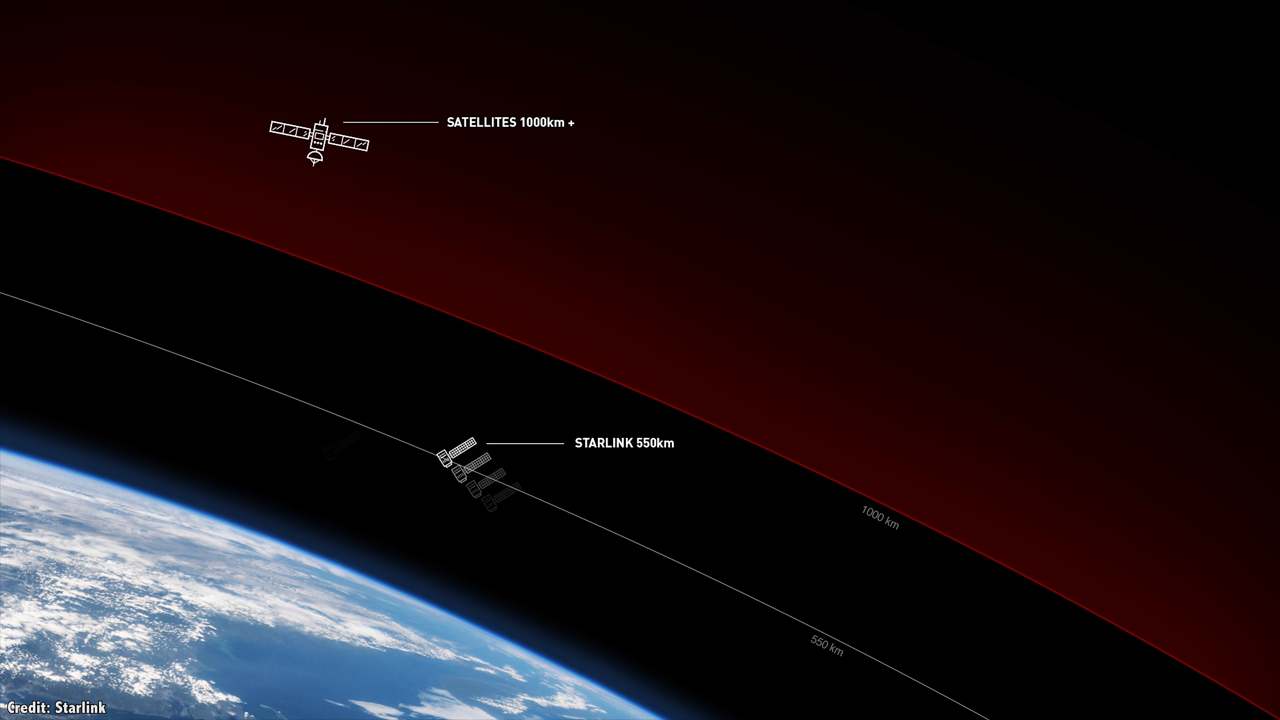 SATELLITES 1000km +
STARLINK 550km
1000 km
550 km
Credit: Starlink